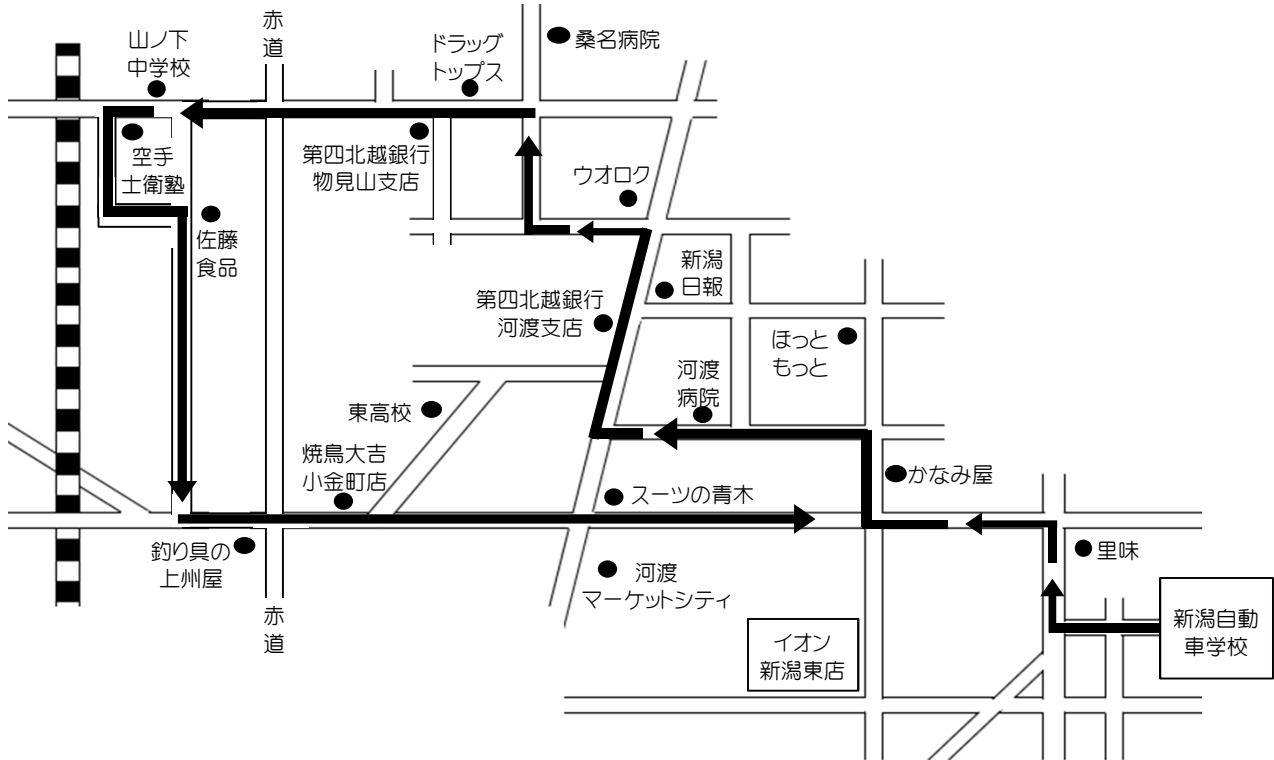 赤
道
山ノ下
中学校
ドラッグ
トップス
桑名病院
空手
士衛塾
第四北越銀行
物見山支店
ウオロク
佐藤
食品
新潟
日報
第四北越銀行
河渡支店
ほっと
もっと
河渡
病院
東高校
焼鳥大吉
小金町店
かなみ屋
スーツの青木
釣り具の
上州屋
河渡
マーケットシティ
里味
赤
道
イオン
新潟東店
新潟自動
車学校